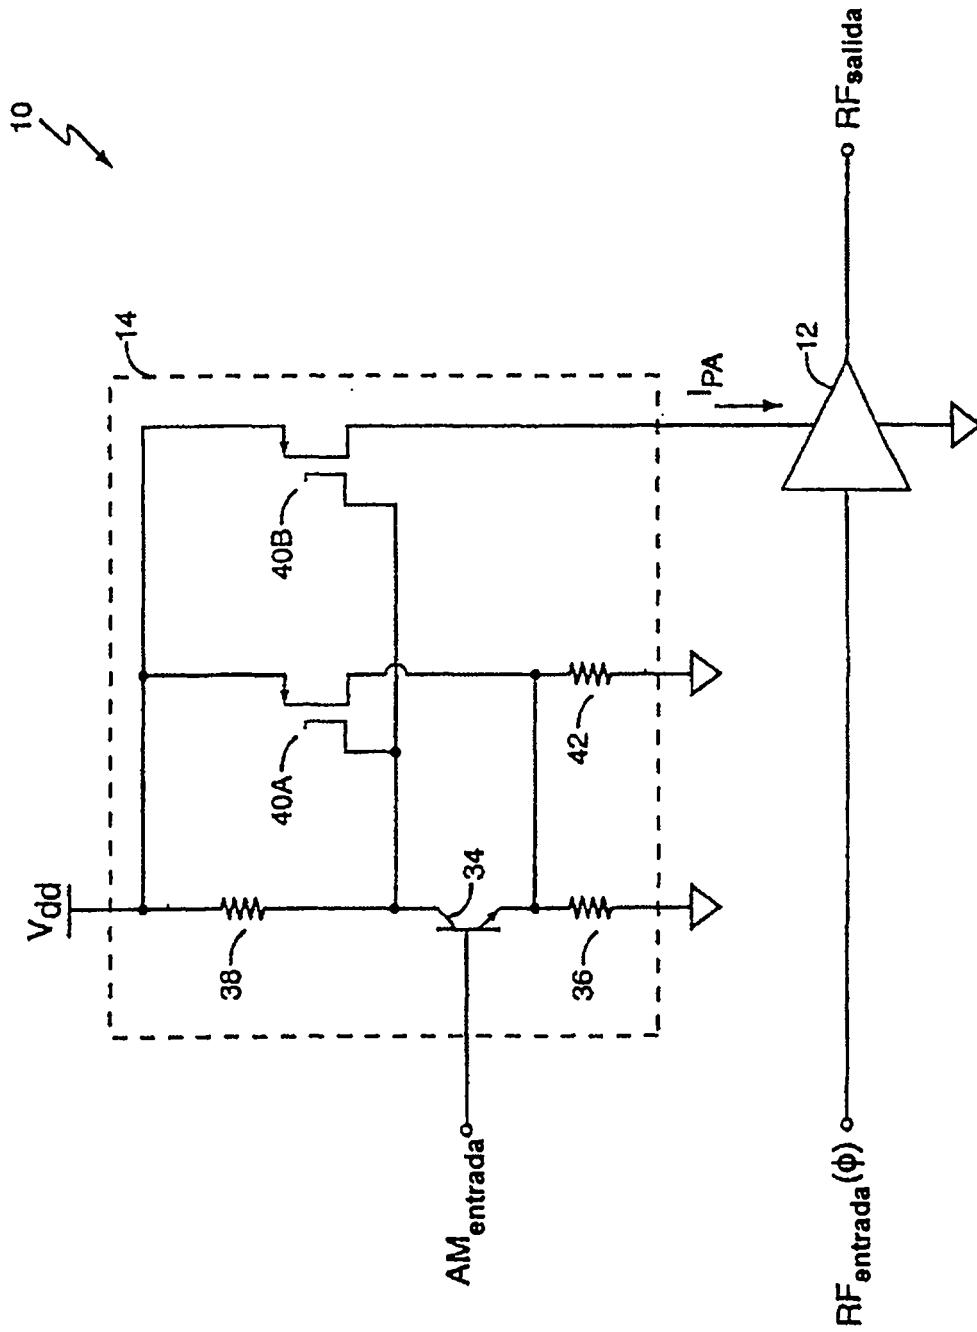 10
14
Vdd
38
40A
40B
34
36
42
IPA
12
AMentrada
RFentrada(ϕ)
RFsalida